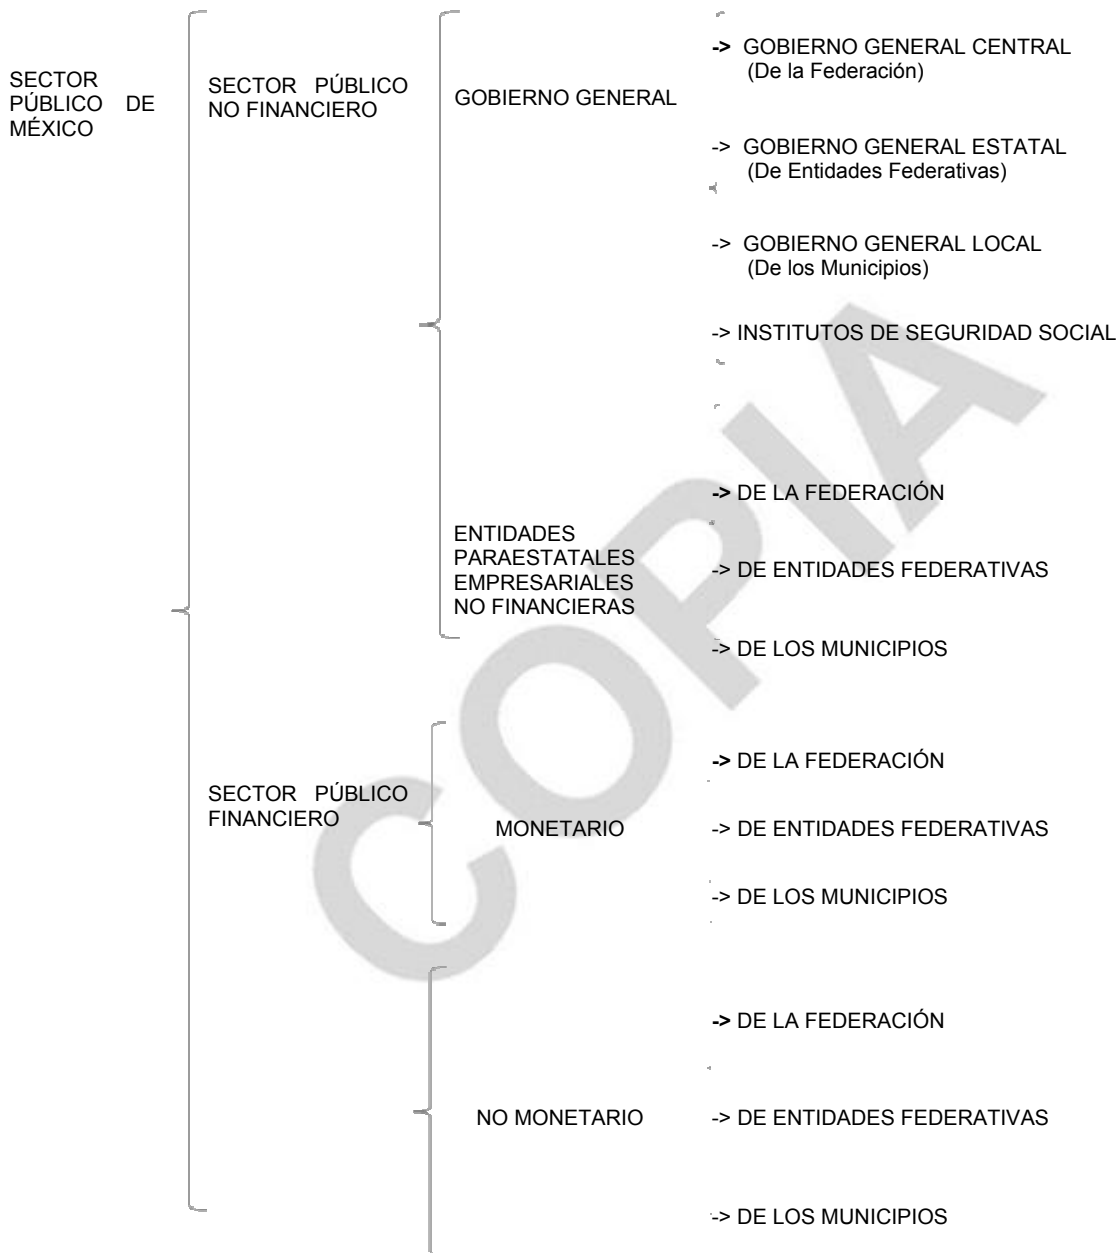 SECTOR
PÚBLICO DE
MÉXICO
SECTOR PÚBLICO
NO FINANCIERO
GOBIERNO GENERAL
-> GOBIERNO GENERAL CENTRAL
(De la Federación)
-> GOBIERNO GENERAL ESTATAL
(De Entidades Federativas)
-> GOBIERNO GENERAL LOCAL
(De los Municipios)
-> INSTITUTOS DE SEGURIDAD SOCIAL
ENTIDADES
PARAESTATALES
EMPRESARIALES
NO FINANCIERAS
-> DE LA FEDERACIÓN
-> DE ENTIDADES FEDERATIVAS
-> DE LOS MUNICIPIOS
SECTOR PÚBLICO
FINANCIERO
MONETARIO
-> DE LA FEDERACIÓN
-> DE ENTIDADES FEDERATIVAS
-> DE LOS MUNICIPIOS
NO MONETARIO
-> DE LA FEDERACIÓN
-> DE ENTIDADES FEDERATIVAS
-> DE LOS MUNICIPIOS
COPIA